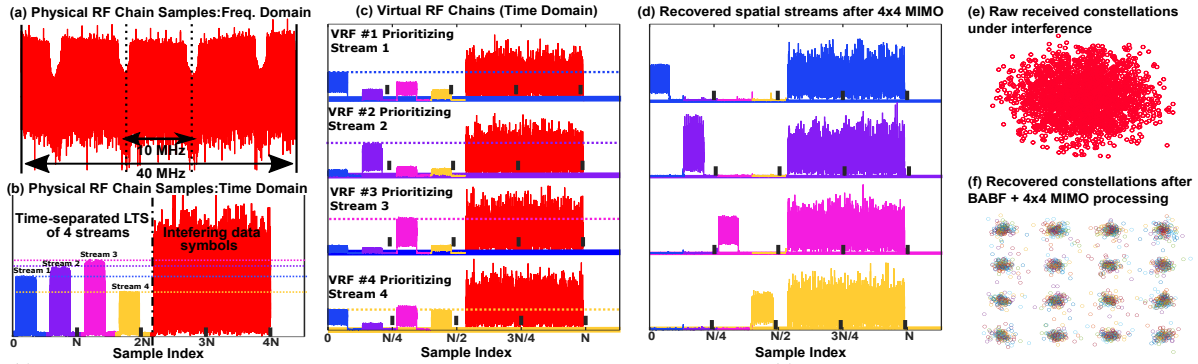 (a) Physical RF Chain Samples:Freq. Domain
10 MHz
40 MHz
(b) Physical RF Chain Samples:Time Domain
Time-separated LTS
of 4 streams
Intefering data
symbols
Stream 1
Stream 2
Stream 3
Stream 4
0
N
2N
3N
4N
Sample Index
(c) Virtual RF Chains (Time Domain)
VRF #1 Prioritizing
Stream 1
VRF #2 Prioritizing
Stream 2
VRF #3 Prioritizing
Stream 3
VRF #4 Prioritizing
Stream 4
0
N/4
N/2
3N/4
N
Sample Index
(d) Recovered spatial streams after 4x4 MIMO
0
N/4
N/2
3N/4
N
Sample Index
(e) Raw received constellations
under interference
(f) Recovered constellations after
BABF + 4x4 MIMO processing